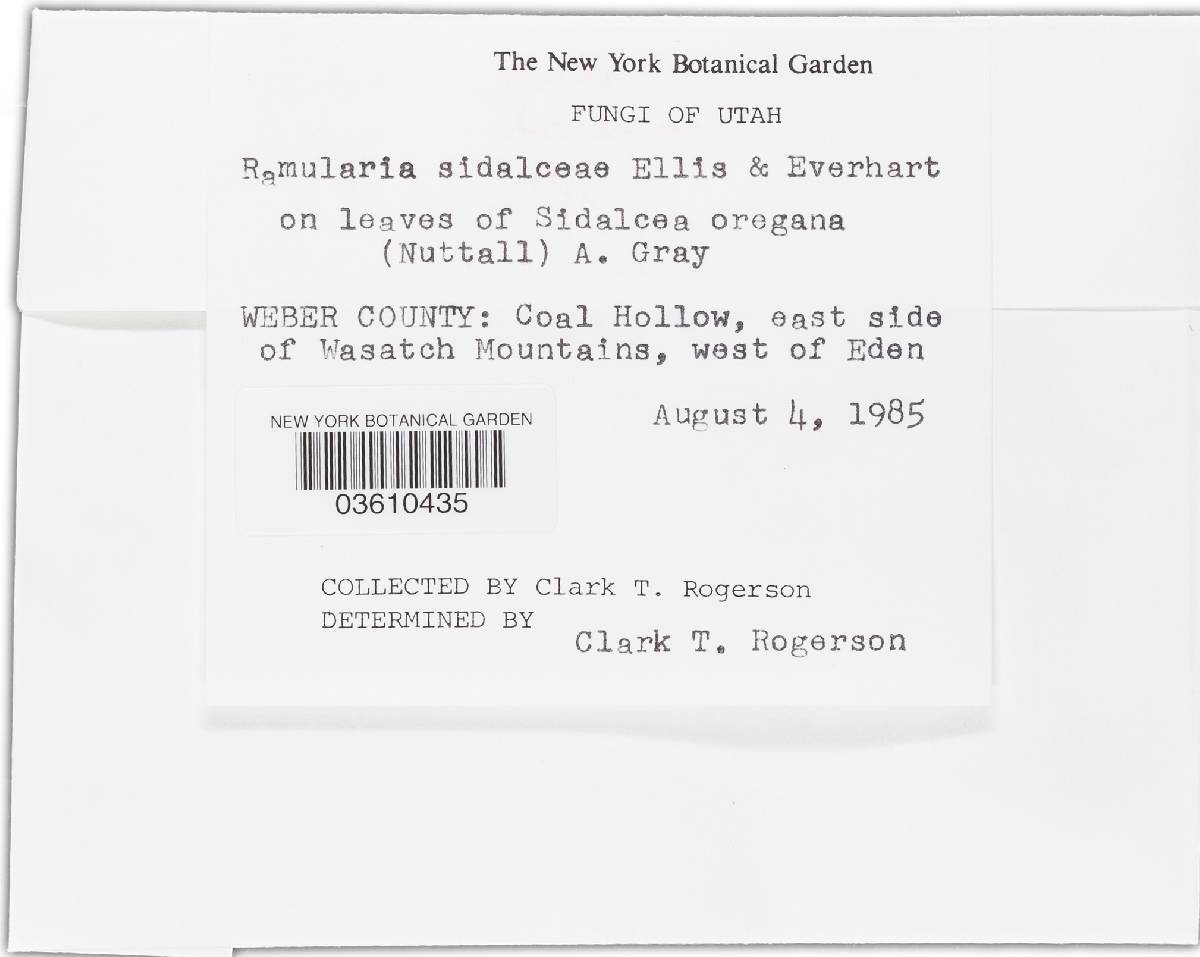 The New York Botanical Garden
FUNGI OF UTAH
Ramularia sidalceae Ellis & Everhart
on leaves of Sidalcea oregana
(Nuttall) A. Gray
WEBER COUNTY: Coal Hollow, east side
of Wasatch Mountains, west of Eden
August 4, 1985
NEW YORK BOTANICAL GARDEN
03610435
COLLECTED BY Clark T. Rogerson
DETERMINED BY
Clark T. Rogerson